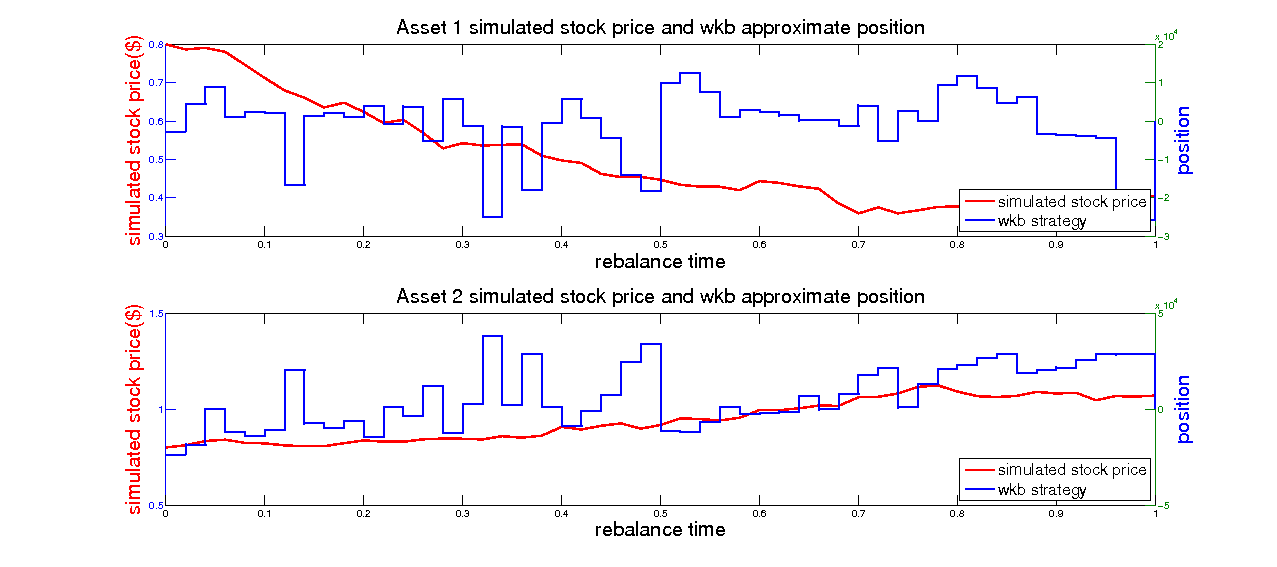 Asset 1 simulated stock price and wkb approximate position
x 10^4
simulated stock price($)
0.8
0.7
0.6
0.5
0.4
0.3
2
1
0
-1
-2
-3
position
simulated stock price
wkb strategy
0 0.1 0.2 0.3 0.4 0.5 0.6 0.7 0.8 0.9 1
rebalance time
Asset 2 simulated stock price and wkb approximate position
x 10^4
simulated stock price($)
1.5
1
0.5
5
0
-5
position
simulated stock price
wkb strategy
0 0.1 0.2 0.3 0.4 0.5 0.6 0.7 0.8 0.9 1
rebalance time